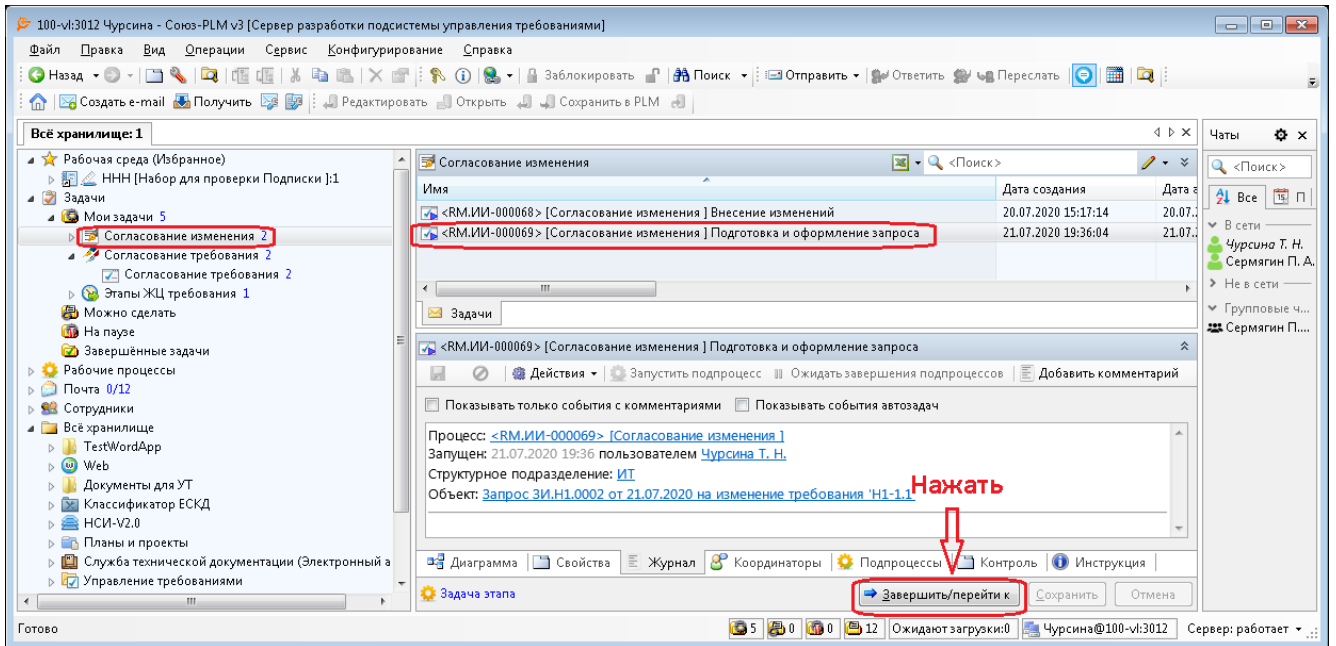 100-vl:3012 Чурсина - Союз-PLM v3 [Сервер разработки подсистемы управления требованиями]
Файл Правка Вид Операции Сервис Конфигурирование Справка
Назад Заблокировать Поиск Отправить Ответить Переслать
Создать e-mail Получить Редактировать Открыть Сохранить в PLM
Всё хранилище: 1
Рабочая среда (Избранное)
ННН [Набор для проверки Подписки ]:1
Задачи
Мои задачи 5
Согласование изменения 2
Согласование требования 2
Согласование требования 2
Этапы ЖЦ требования 1
Можно сделать
На паузе
Завершённые задачи
Рабочие процессы
Почта 0/12
Сотрудники
Всё хранилище
TestWordApp
Web
Документы для УТ
Классификатор ЕСКД
НСИ-V2.0
Планы и проекты
Служба технической документации (Электронный а
Управление требованиями
Согласование изменения <Поиск>
Имя Дата создания Дата а
<RM.ИИ-000068> [Согласование изменения ] Внесение изменений 20.07.2020 15:17:14 20.07.:
<RM.ИИ-000069> [Согласование изменения ] Подготовка и оформление запроса 21.07.2020 19:36:04 21.07.:
Задачи
<RM.ИИ-000069> [Согласование изменения ] Подготовка и оформление запроса
Действия Запустить подпроцесс Ожидать завершения подпроцессов Добавить комментарий
Показывать только события с комментариями Показывать события автозадач
Процесс: <RM.ИИ-000069> [Согласование изменения ]
Запущен: 21.07.2020 19:36 пользователем Чурсина Т. Н.
Структурное подразделение: ИТ
Объект: Запрос ЗИ.Н1.0002 от 21.07.2020 на изменение требования 'Н1-1.1'
Нажать
Диаграмма Свойства Журнал Координаторы Подпроцессы Контроль Инструкция
Задача этапа Завершить/перейти к Сохранить Отмена
Чаты
<Поиск>
Все 15 П
В сети
Чурсина Т. Н.
Сермягин П. А.
Не в сети
Групповые ч...
Сермягин П....
Готово 5 0 0 12 Ожидают загрузки:0 Чурсина@100-vl:3012 Сервер: работает